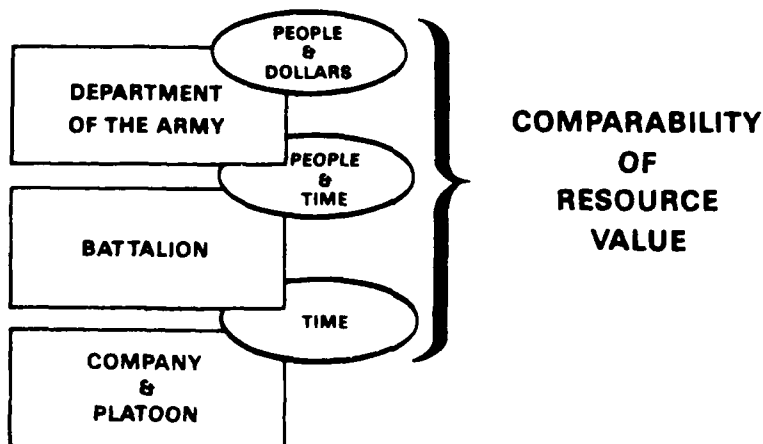 PEOPLE
&
DOLLARS
DEPARTMENT
OF THE ARMY
PEOPLE
&
TIME
BATTALION
TIME
COMPANY
&
PLATOON
COMPARABILITY
OF
RESOURCE
VALUE